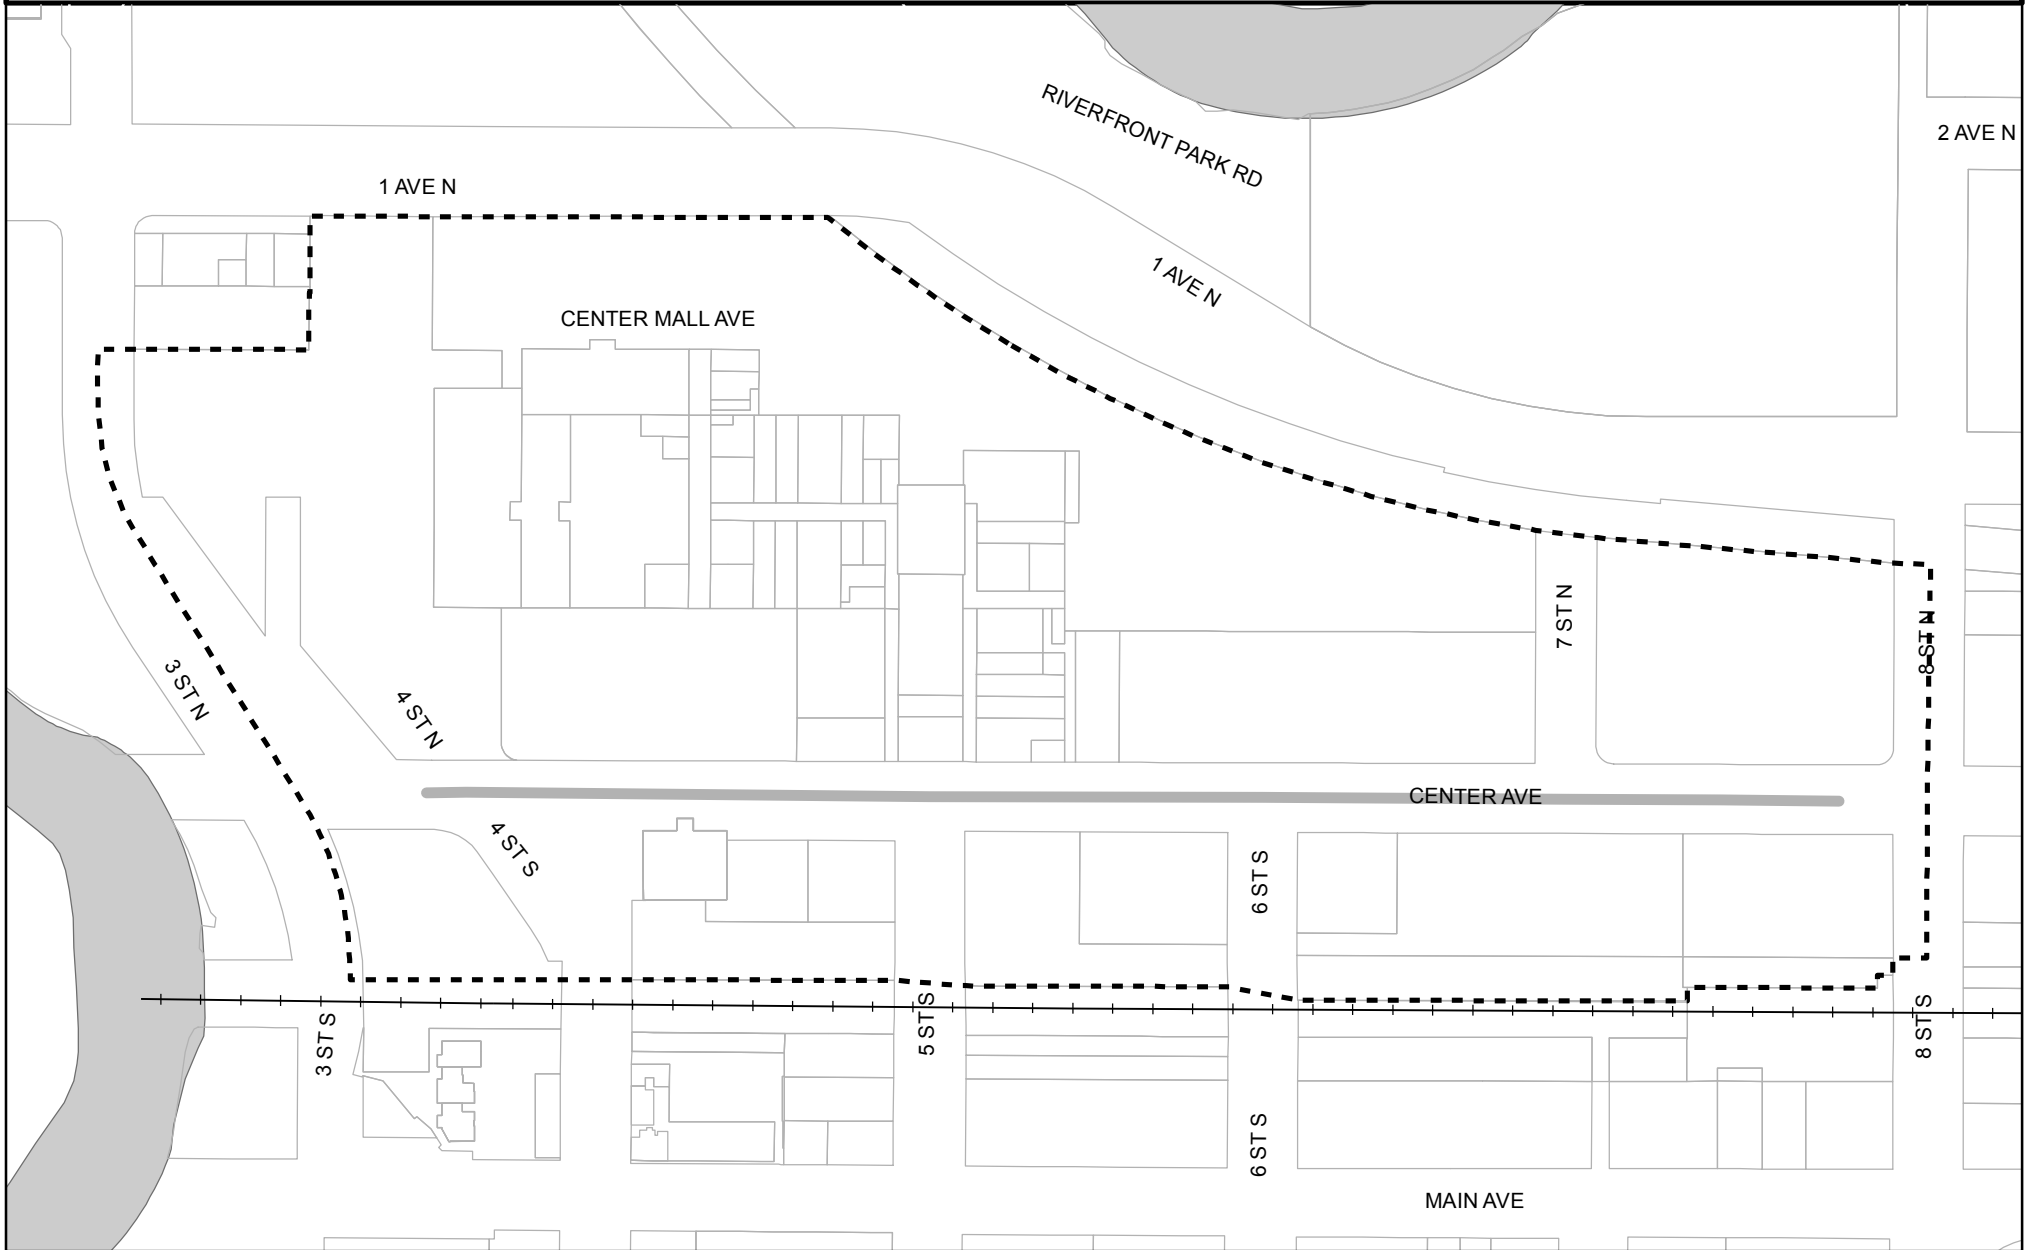 2 AVE N
RIVERFRONT PARK RD
1 AVE N
1 AVE N
CENTER MALL AVE
7 ST N
8 ST N
3 ST N
4 ST N
CENTER AVE
4 ST S
6 ST S
5 ST S
8 ST S
3 ST S
6 ST S
MAIN AVE